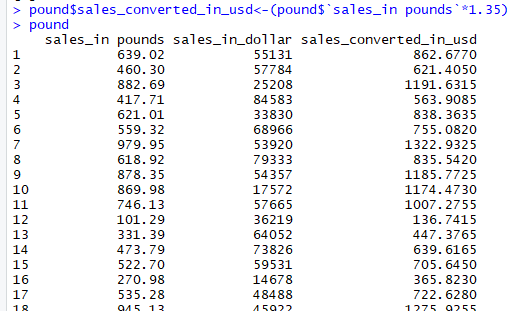 > pound$sales_converted_in_usd<-(pound$`sales_in pounds`*1.35)
> pound
sales_in pounds sales_in_dollar sales_converted_in_usd
1 639.02 55131 862.6770
2 460.30 57784 621.4050
3 882.69 25208 1191.6315
4 417.71 84583 563.9085
5 621.01 33830 838.3635
6 559.32 68966 755.0820
7 979.95 53920 1322.9325
8 618.92 79333 835.5420
9 878.35 54357 1185.7725
10 869.98 17572 1174.4730
11 746.13 57665 1007.2755
12 101.29 36219 136.7415
13 331.39 64052 447.3765
14 473.79 73826 639.6165
15 522.70 59531 705.6450
16 270.98 14678 365.8230
17 535.28 48488 722.6280
18 945.13 45922 1275.9255